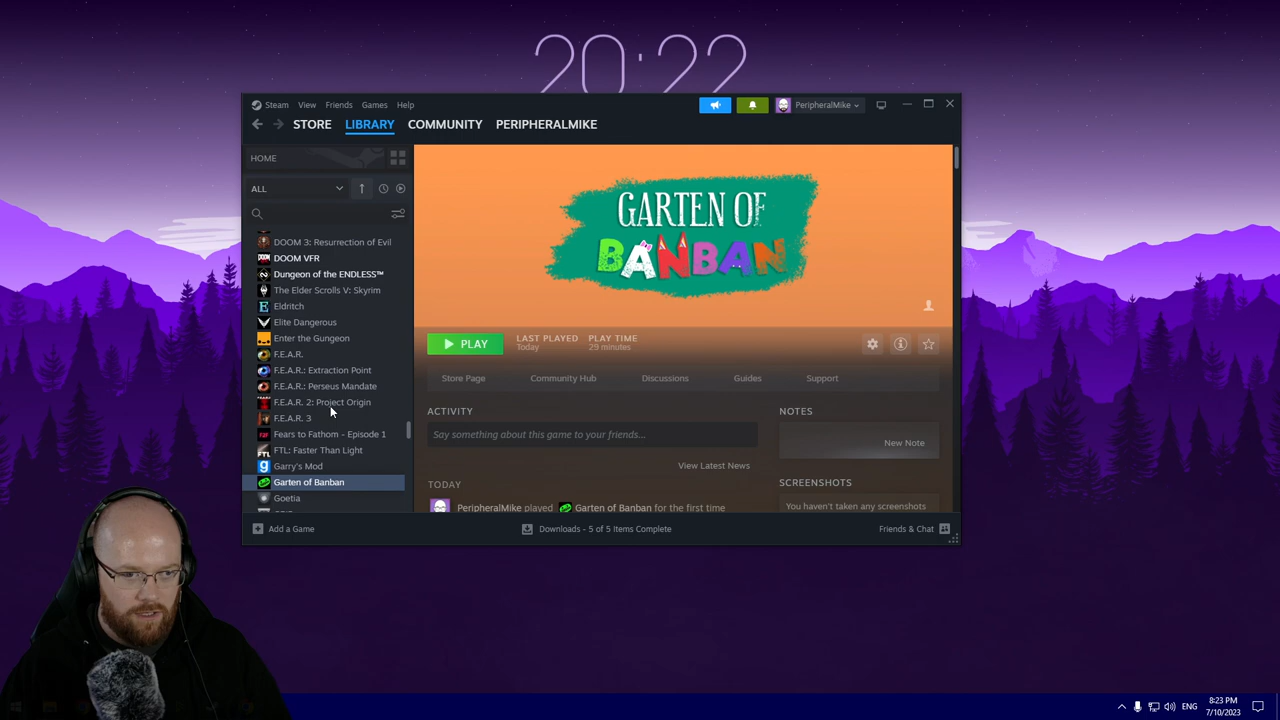 20:22
Steam View Friends Games Help
PeripheralMike
STORE LIBRARY COMMUNITY PERIPHERALMIKE
HOME
ALL
DOOM 3: Resurrection of Evil
DOOM VFR
Dungeon of the ENDLESS™
The Elder Scrolls V: Skyrim
Eldritch
Elite Dangerous
Enter the Gungeon
F.E.A.R.
F.E.A.R.: Extraction Point
F.E.A.R.: Perseus Mandate
F.E.A.R. 2: Project Origin
F.E.A.R. 3
Fears to Fathom - Episode 1
FTL: Faster Than Light
Garry's Mod
Garten of Banban
Goetia
GARTEN OF
BANBAN
PLAY
LAST PLAYED
Today
PLAY TIME
29 minutes
Store Page Community Hub Discussions Guides Support
ACTIVITY
Say something about this game to your friends...
View Latest News
TODAY
PeripheralMike played Garten of Banban for the first time
NOTES
New Note
SCREENSHOTS
You haven't taken any screenshots
Add a Game
Downloads - 5 of 5 Items Complete
Friends & Chat
ENG
8:23 PM
7/10/2023